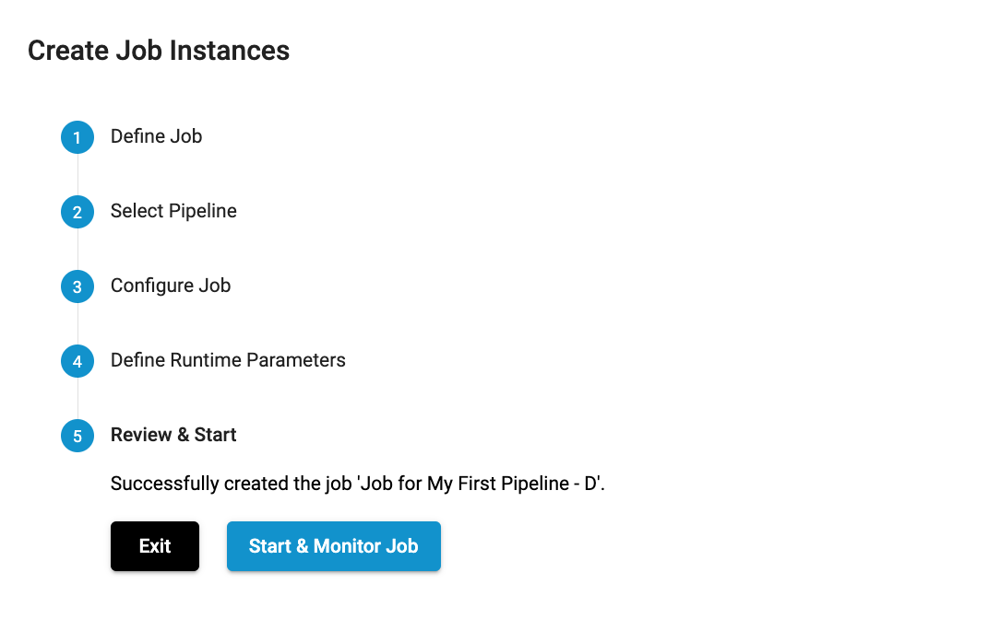 Create Job Instances
1 Define Job
2 Select Pipeline
3 Configure Job
4 Define Runtime Parameters
5 Review & Start
Successfully created the job 'Job for My First Pipeline - D'.
Exit Start & Monitor Job